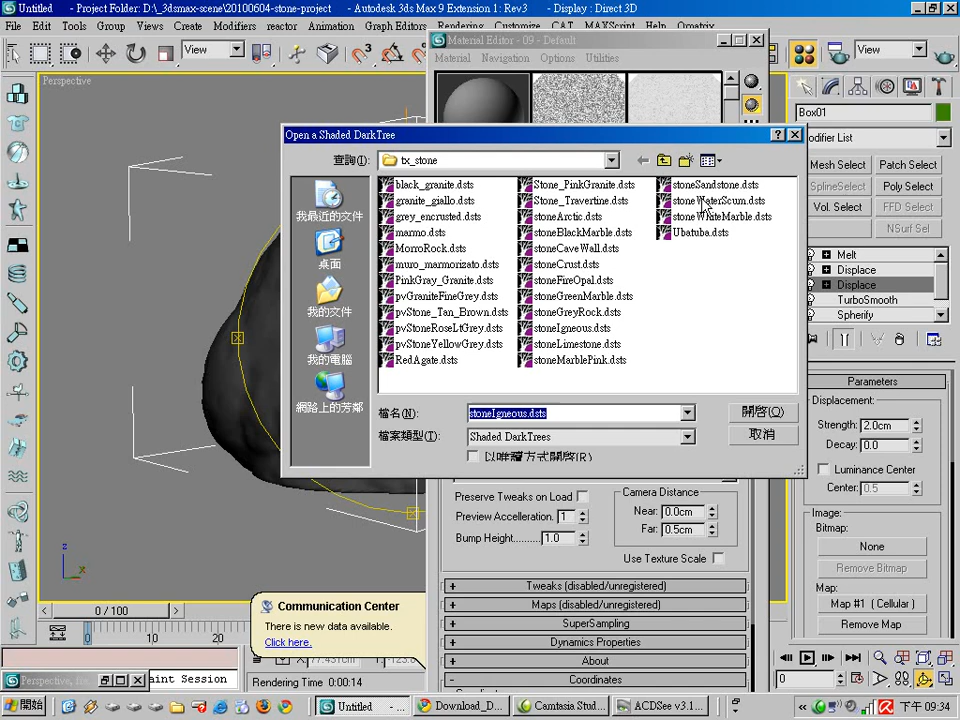 Untitled    - Project Folder: D:\_3dsmax-scene\20100604-stone-project    - Autodesk 3ds Max 9 Extension 1: Rev3    - Display : Direct 3D
File Edit Tools Group Views Create Modifiers reactor Animation Graph Editors Rendering Customize CAT MAXScript Help Onatrix
View
View
Material Editor - 09 - Default
Material Navigation Options Utilities
Perspective
Open a Shaded DarkTree
查詢(I):
tx_stone
我最近的文件
桌面
我的文件
我的電腦
網路上的芳鄰
black_granite.dsts
granite_giallo.dsts
grey_encrusted.dsts
marmo.dsts
MorroRock.dsts
muro_marmorizato.dsts
PinkGray_Granite.dsts
pvGraniteFineGrey.dsts
pvStone_Tan_Brown.dsts
pvStoneRoseLtGrey.dsts
pvStoneYellowGrey.dsts
RedAgate.dsts
Stone_PinkGranite.dsts
Stone_Travertine.dsts
stoneArctic.dsts
stoneBlackMarble.dsts
stoneCaveWall.dsts
stoneCrust.dsts
stoneFireOpal.dsts
stoneGreenMarble.dsts
stoneGreyRock.dsts
stoneIgneous.dsts
stoneLimestone.dsts
stoneMarblePink.dsts
stoneSandstone.dsts
stoneWaterScum.dsts
stoneWhiteMarble.dsts
Ubatuba.dsts
檔名(N):
stoneIgneous.dsts
開啟(O)
檔案類型(T):
Shaded DarkTrees
取消
以唯讀方式開啟(R)
Box01
Modifier List
Mesh Select
Patch Select
SplineSelect
Poly Select
Vol. Select
FFD Select
NSurf Sel
Melt
Displace
Displace
TurboSmooth
Spherify
Parameters
Displacement:
Strength: 2.0cm
Decay: 0.0
Luminance Center
Center: 0.5
Image:
Bitmap:
None
Remove Bitmap
Map:
Map #1 ( Cellular )
Remove Map
Preserve Tweaks on Load
Preview Accelleration. 1
Bump Height......... 1.0
Camera Distance
Near: 0.0cm
Far: 0.5cm
Use Texture Scale
+ Tweaks (disabled/unregistered)
+ Maps (disabled/unregistered)
+ SuperSampling
+ Dynamics Properties
+ About
- Coordinates
z
x
0 / 100
0
10
20
Communication Center
There is new data available.
Click here.
Rendering Time 0:00:14
0
開始
Untitled    - ...
Download_D...
Camtasia Stud...
ACDSee v3.1...
下午 09:34